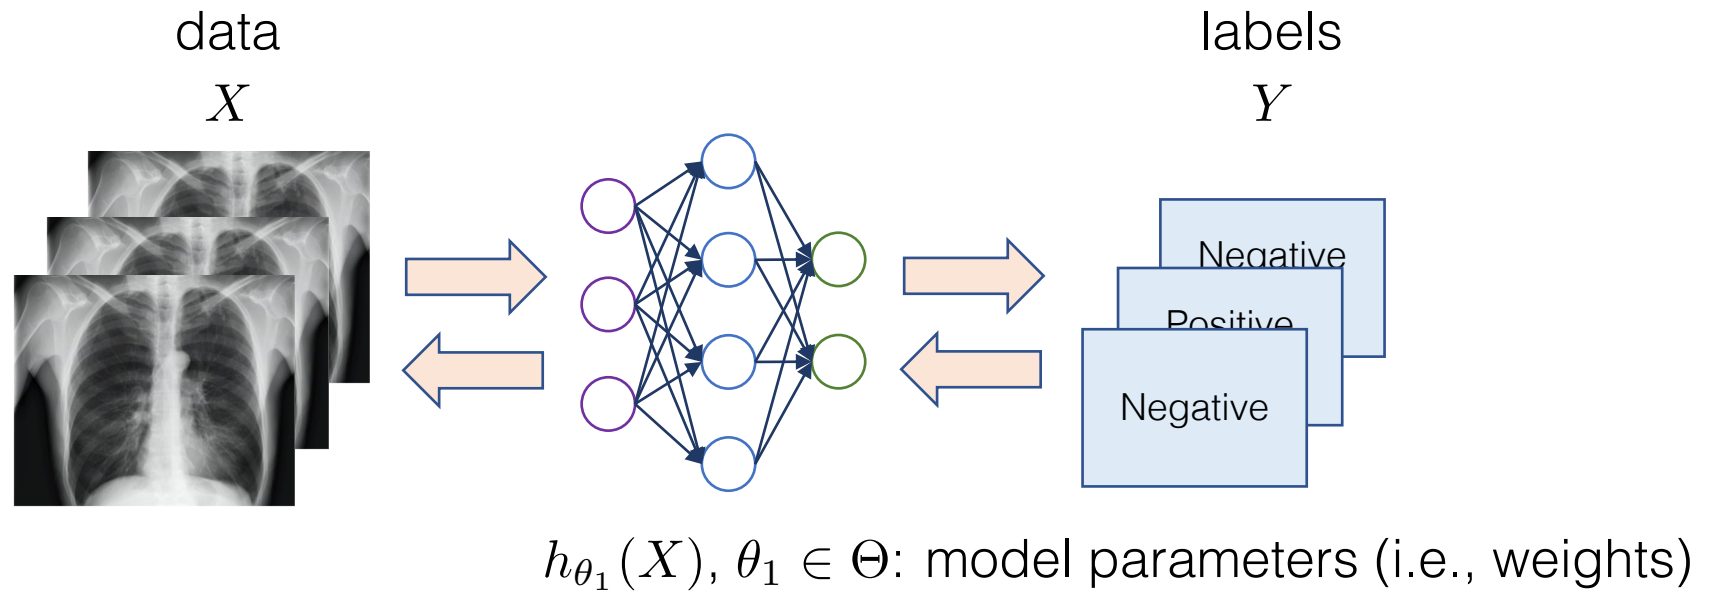 data
X
labels
Y
Negative
Positive
Negative
h_{θ_1}(X), θ_1 ∈ Θ: model parameters (i.e., weights)